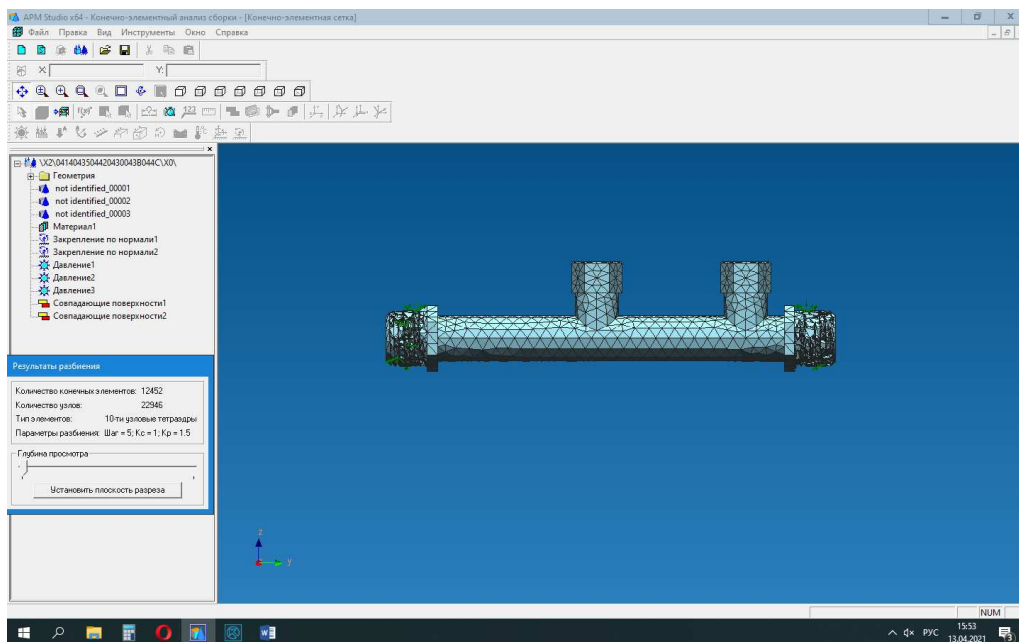 APM Studio x64 - Конечно-элементный анализ сборки - [Конечно-элементная сетка]
Файл Правка Вид Инструменты Окно Справка
X: Y:
\X2\0414043504420430043B044C\X0\
Геометрия
not identified_00001
not identified_00002
not identified_00003
Материал1
Закрепление по нормали1
Закрепление по нормали2
Давление1
Давление2
Давление3
Совпадающие поверхности1
Совпадающие поверхности2
Результаты разбиения
Количество конечных элементов: 12452
Количество узлов: 22946
Тип элементов: 10-ти узловые тетраэдры
Параметры разбиения: Шаг = 5; Кс = 1; Кр = 1.5
Глубина просмотра
Установить плоскость разреза
z
y
NUM
РУС
15:53
13.04.2021